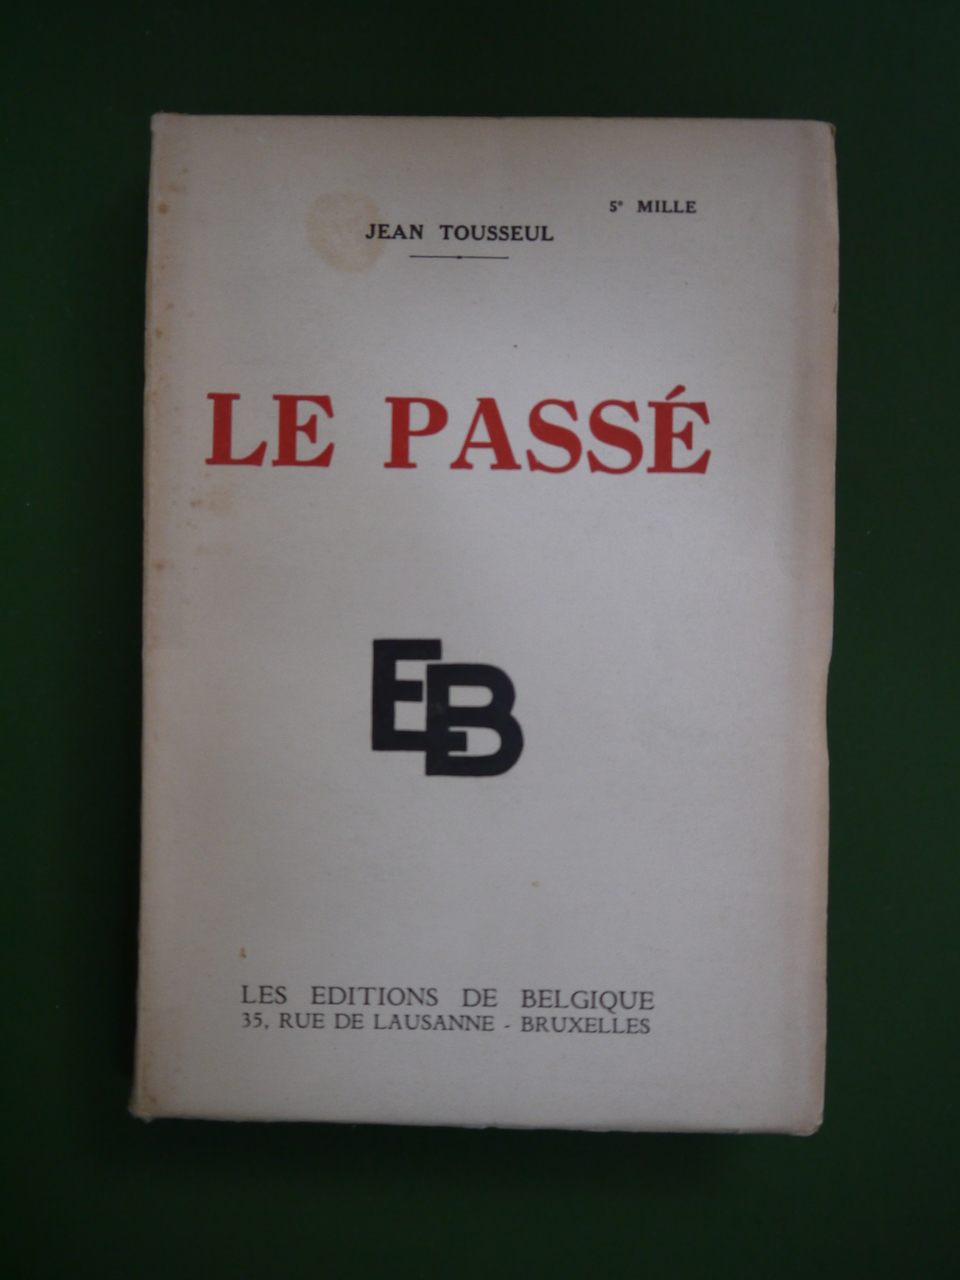 5e MILLE
JEAN TOUSSEUL
LE PASSÉ
EB
LES EDITIONS DE BELGIQUE
35, RUE DE LAUSANNE - BRUXELLES